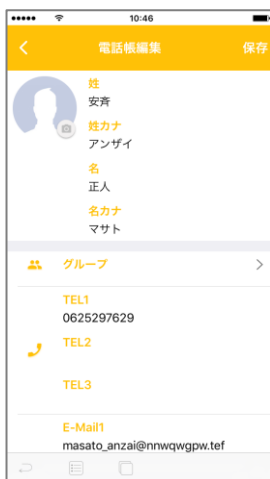 10:46
電話帳編集 保存
姓
安斉
姓カナ
アンザイ
名
正人
名カナ
マサト
グループ
TEL1
0625297629
TEL2
TEL3
E-Mail1
masato_anzai@nnwqwgpw.tef